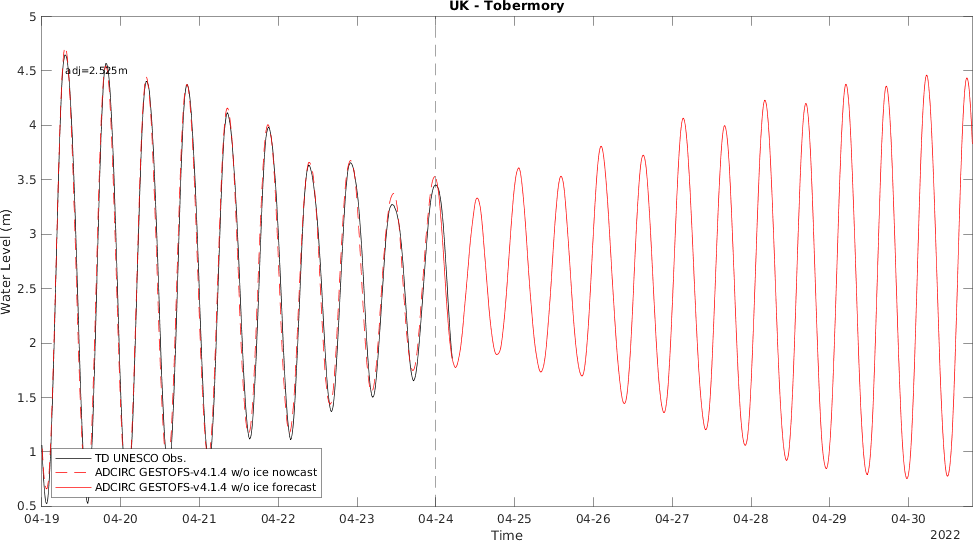 UK - Tobermory
5
adj=2.525m
4.5
4
3.5
3
2.5
2
1.5
1
0.5
Water Level (m)
TD UNESCO Obs.
ADCIRC GESTOFS-v4.1.4 w/o ice nowcast
ADCIRC GESTOFS-v4.1.4 w/o ice forecast
04-19 04-20 04-21 04-22 04-23 04-24 04-25 04-26 04-27 04-28 04-29 04-30
Time
2022